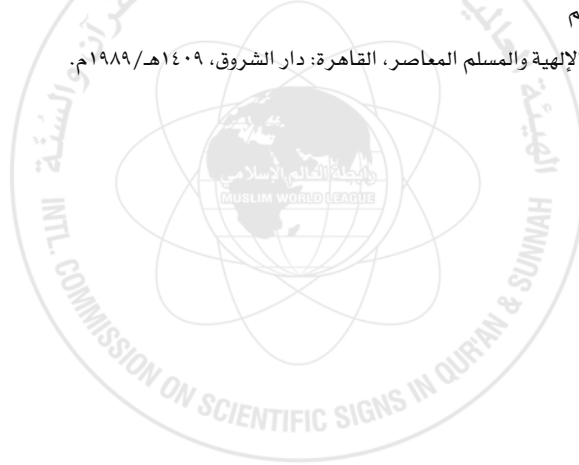 م
لإلهية والمسلم المعاصر، القاهرة: دار الشروق، ١٤٠٩هـ/١٩٨٩م.
رابطة العالم الإسلامي
MUSLIM WORLD LEAGUE
INTL. COMMISSION ON SCIENTIFIC SIGNS IN QUR'AN & SUNNAH